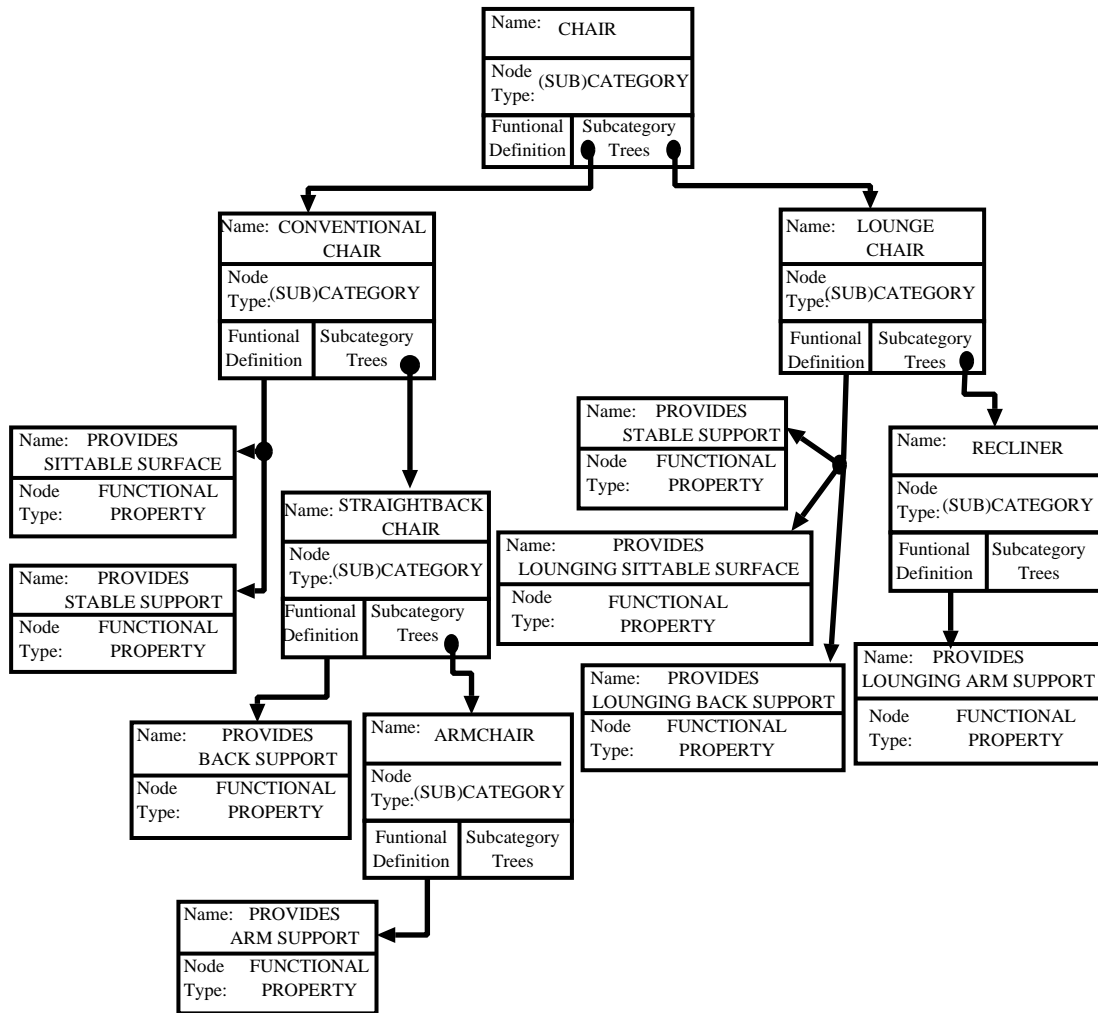 Name: CHAIR
Node
Type: (SUB)CATEGORY
Funtional
Definition
Subcategory
Trees
Name: CONVENTIONAL
CHAIR
Node
Type: (SUB)CATEGORY
Funtional
Definition
Subcategory
Trees
Name: LOUNGE
CHAIR
Node
Type: (SUB)CATEGORY
Funtional
Definition
Subcategory
Trees
Name: PROVIDES
SITTABLE SURFACE
Node FUNCTIONAL
Type: PROPERTY
Name: PROVIDES
STABLE SUPPORT
Node FUNCTIONAL
Type: PROPERTY
Name: STRAIGHTBACK
CHAIR
Node
Type: (SUB)CATEGORY
Funtional
Definition
Subcategory
Trees
Name: PROVIDES
STABLE SUPPORT
Node FUNCTIONAL
Type: PROPERTY
Name: PROVIDES
LOUNGING SITTABLE SURFACE
Node FUNCTIONAL
Type: PROPERTY
Name: RECLINER
Node
Type: (SUB)CATEGORY
Funtional
Definition
Subcategory
Trees
Name: PROVIDES
LOUNGING BACK SUPPORT
Node FUNCTIONAL
Type: PROPERTY
Name: PROVIDES
LOUNGING ARM SUPPORT
Node FUNCTIONAL
Type: PROPERTY
Name: PROVIDES
BACK SUPPORT
Node FUNCTIONAL
Type: PROPERTY
Name: ARMCHAIR
Node
Type: (SUB)CATEGORY
Funtional
Definition
Subcategory
Trees
Name: PROVIDES
ARM SUPPORT
Node FUNCTIONAL
Type: PROPERTY